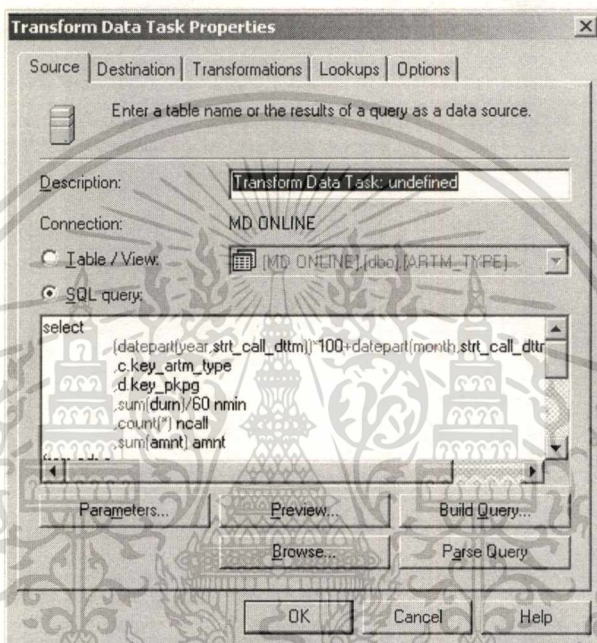 Transform Data Task Properties
Source Destination Transformations Lookups Options
Enter a table name or the results of a query as a data source.
Description: Transform Data Task: undefined
Connection: MD ONLINE
Table / View: [MD ONLINE].[dbo].[ARTM_TYPE]
SQL query:
select
(datepart(year,strt_call_dttm))*100+datepart(month,strt_call_dttr
,c.key_artm_type
,d.key_pkpg
,sum(durn)/60 nmin
,count(*) ncall
,sum(amnt) amnt
Parameters... Preview... Build Query...
Browse... Parse Query
OK Cancel Help